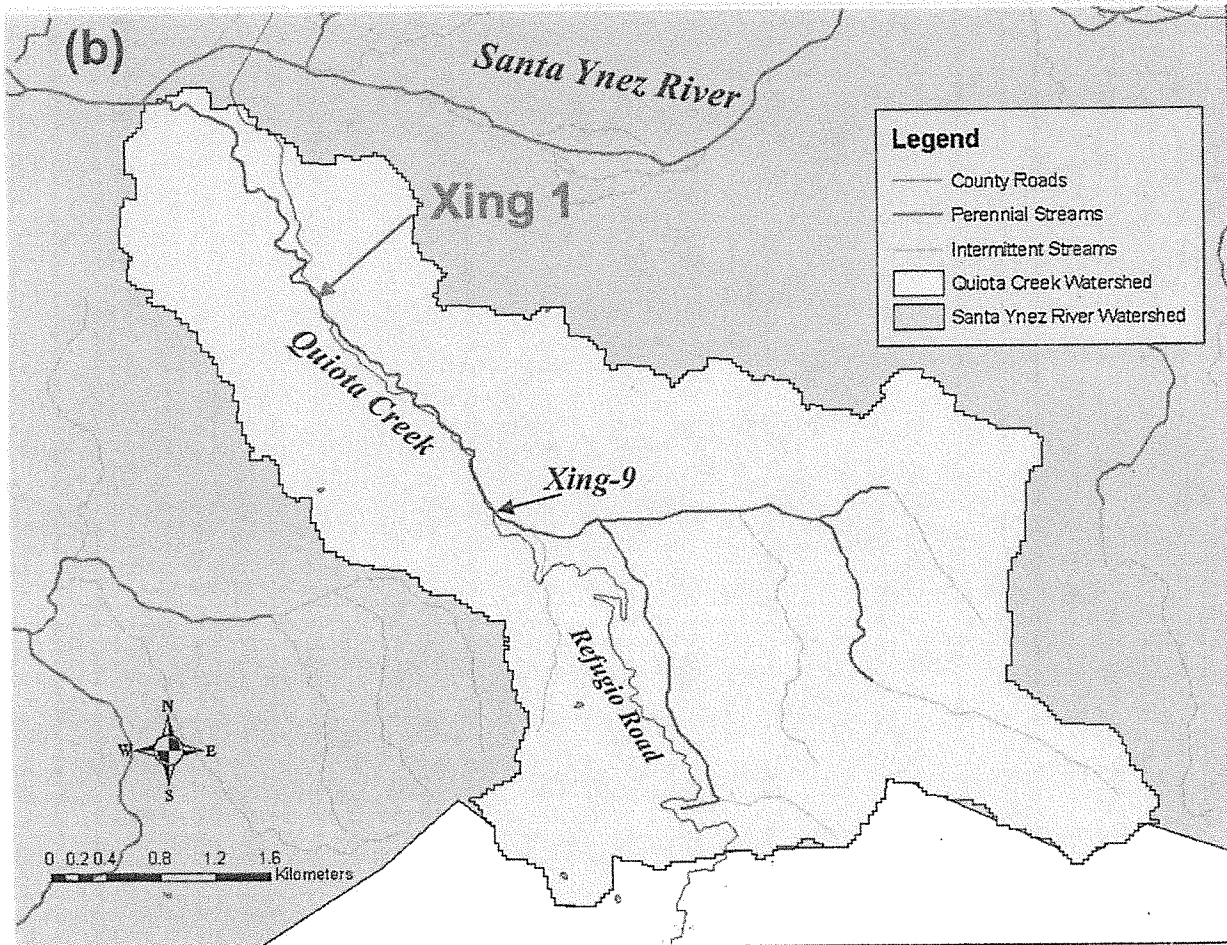 (b)
Santa Ynez River
Legend
County Roads
Perennial Streams
Intermittent Streams
Quiota Creek Watershed
Santa Ynez River Watershed
Xing 1
Quiota Creek
Xing-9
Refugio Road
N
W E
S
0 0.2 0.4 0.8 1.2 1.6
Kilometers